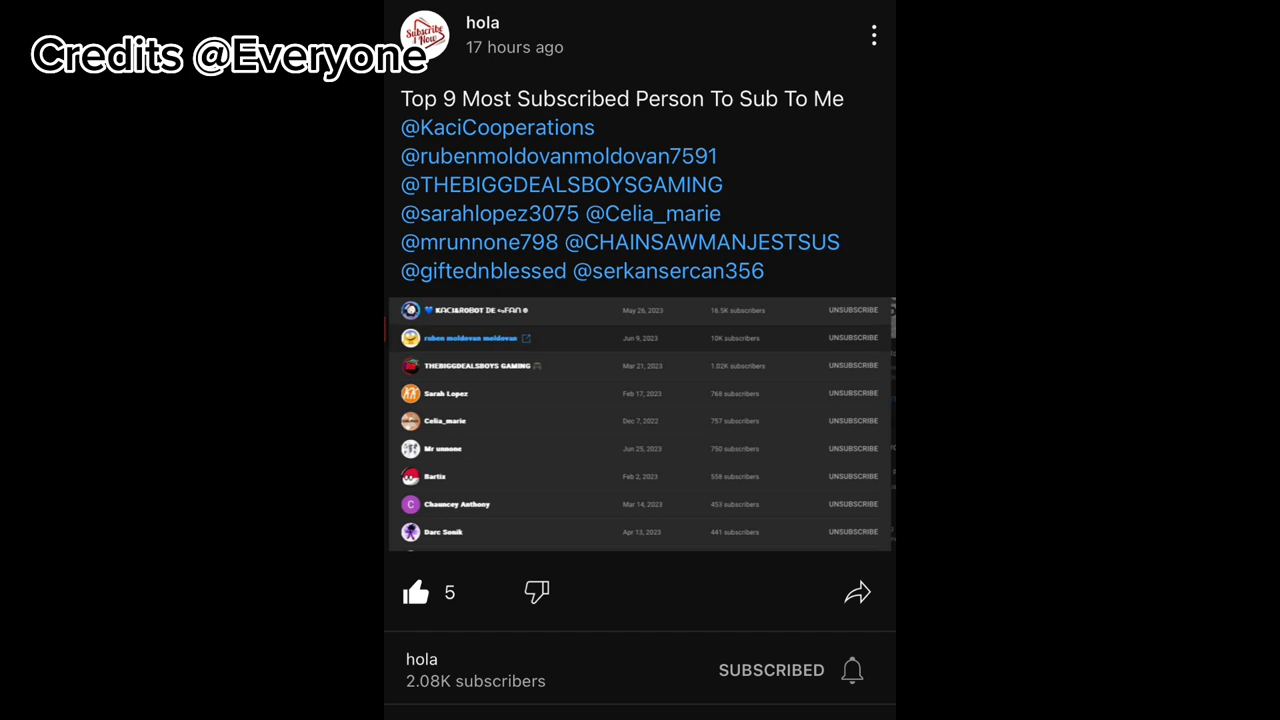 hola
17 hours ago
Credits @Everyone
Subscribe
Now
Top 9 Most Subscribed Person To Sub To Me
@KaciCooperations
@rubenmoldovanmoldovan7591
@THEBIGGDEALSBOYSGAMING
@sarahlopez3075 @Celia_marie
@mrunnone798 @CHAINSAWMANJESTSUS
@giftednblessed @serkansercan356
May 26, 2023 16.5K subscribers UNSUBSCRIBE
ruben moldovan moldovan Jun 9, 2023 10K subscribers UNSUBSCRIBE
THEBIGGDEALSBOYS GAMING 🎮 Mar 21, 2023 1.02K subscribers UNSUBSCRIBE
Sarah Lopez Feb 17, 2023 768 subscribers UNSUBSCRIBE
Celia_marie Dec 7, 2022 757 subscribers UNSUBSCRIBE
Mr unnone Jun 25, 2023 750 subscribers UNSUBSCRIBE
Bartix Feb 2, 2023 558 subscribers UNSUBSCRIBE
C Chauncey Anthony Mar 14, 2023 453 subscribers UNSUBSCRIBE
Darc Sonik Apr 13, 2023 441 subscribers UNSUBSCRIBE
5
hola
2.08K subscribers
SUBSCRIBED